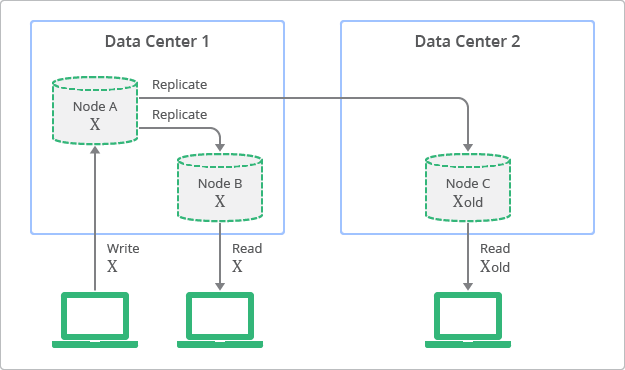 Data Center 1
Data Center 2
Replicate
Node A
X
Replicate
Node B
X
Node C
Xold
Write
X
Read
X
Read
Xold